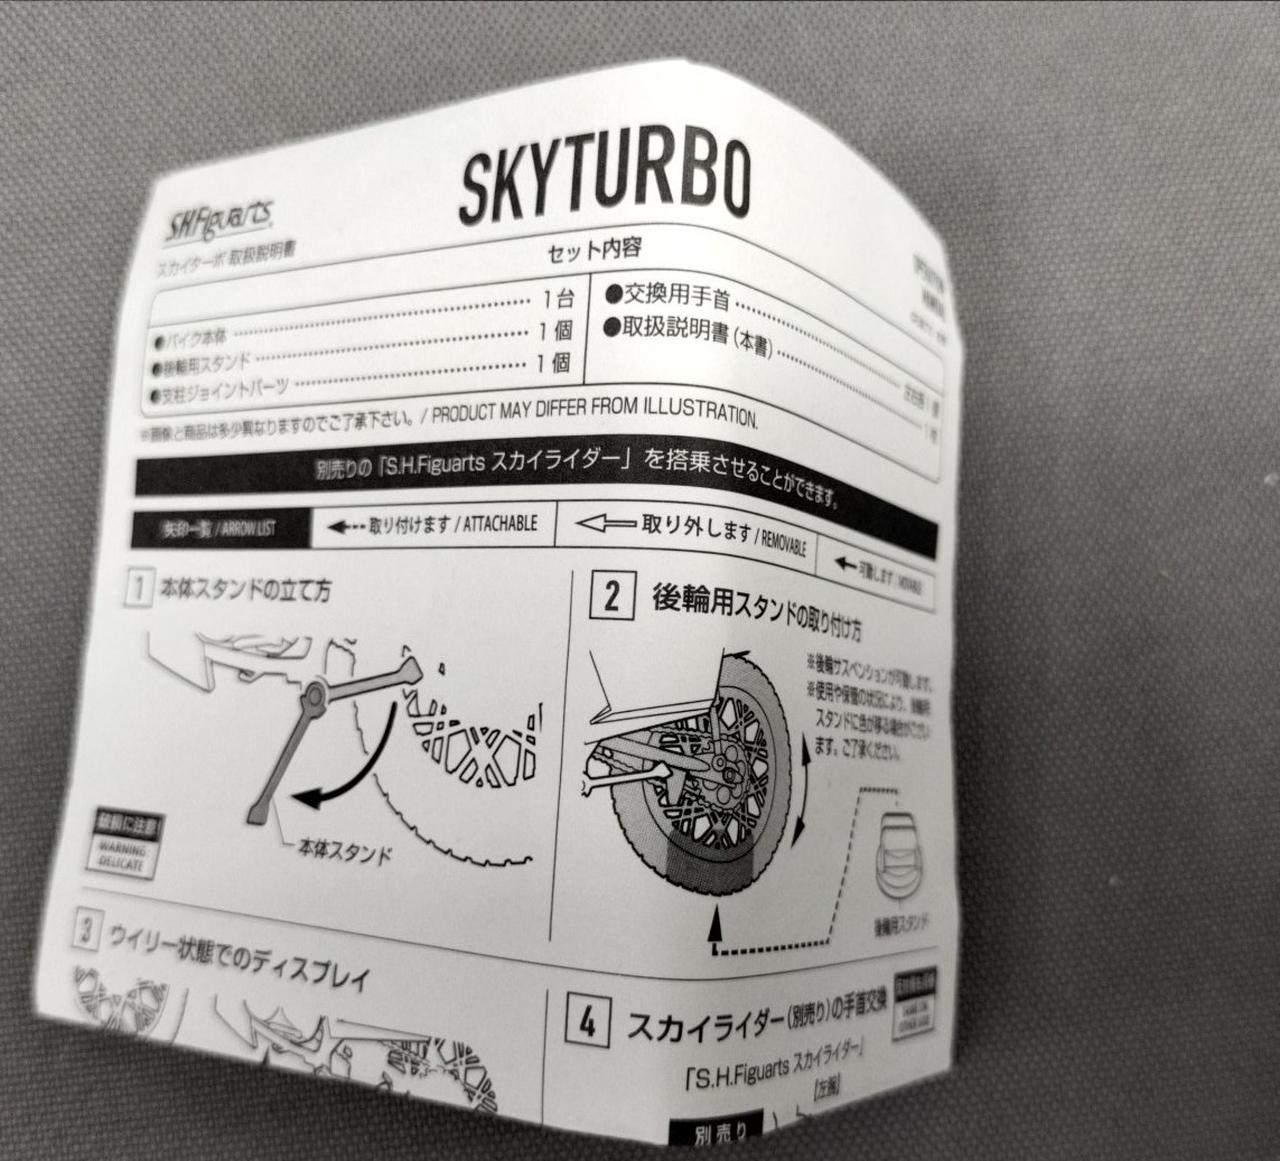 SKYTURBO
S.H.Figuarts
スカイターボ 取扱説明書
セット内容
●バイク本体 1台
●後輪用スタンド 1個
●支柱ジョイントパーツ 1個
●交換用手首 左右各1個
●取扱説明書(本書) 1枚
※画像と商品は多少異なりますのでご了承下さい。/ PRODUCT MAY DIFFER FROM ILLUSTRATION.
別売りの「S.H.Figuarts スカイライダー」を搭乗させることができます。
矢印一覧 / ARROW LIST
取り付けます / ATTACHABLE
取り外します / REMOVABLE
可動します / MOVABLE
1 本体スタンドの立て方
本体スタンド
破損に注意!
WARNING:
DELICATE
2 後輪用スタンドの取り付け方
※後輪サスペンションが可動します。
※使用や保管の状況により、後輪用
スタンドに色が移る場合がござい
ます。ご了承ください。
後輪用スタンド
3 ウイリー状態でのディスプレイ
4 スカイライダー(別売り)の手首交換
「S.H.Figuarts スカイライダー」
[左腕]
別売り